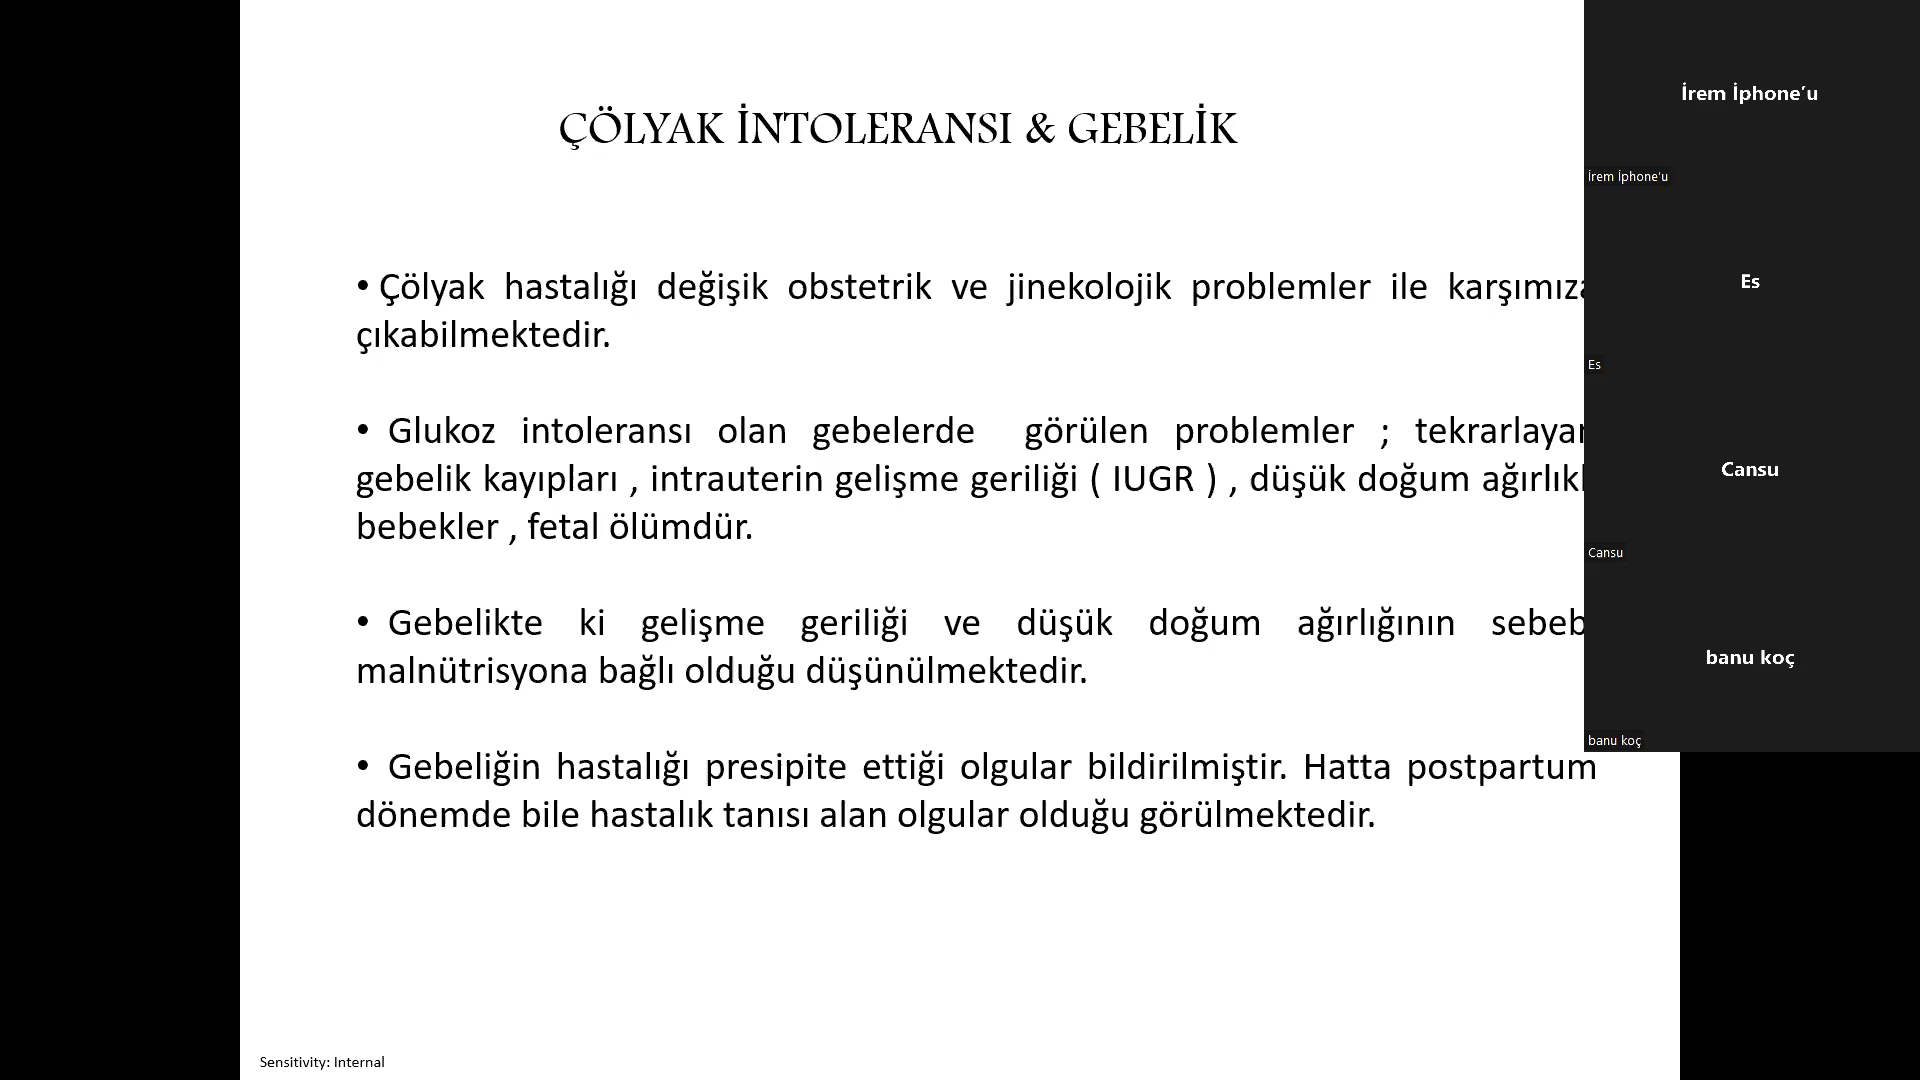 ÇÖLYAK İNTOLERANSI & GEBELİK
• Çölyak hastalığı değişik obstetrik ve jinekolojik problemler ile karşımıza
çıkabilmektedir.
• Glukoz intoleransı olan gebelerde görülen problemler ; tekrarlayan
gebelik kayıpları , intrauterin gelişme geriliği ( IUGR ) , düşük doğum ağırlıklı
bebekler , fetal ölümdür.
• Gebelikte ki gelişme geriliği ve düşük doğum ağırlığının
malnütrisyona bağlı olduğu düşünülmektedir.
• Gebeliğin hastalığı presipite ettiği olgular bildirilmiştir. Hatta postpartum
dönemde bile hastalık tanısı alan olgular olduğu görülmektedir.
Sensitivity: Internal
İrem İphone'u
İrem İphone'u
Es
Es
Cansu
Cansu
banu koç
banu koç